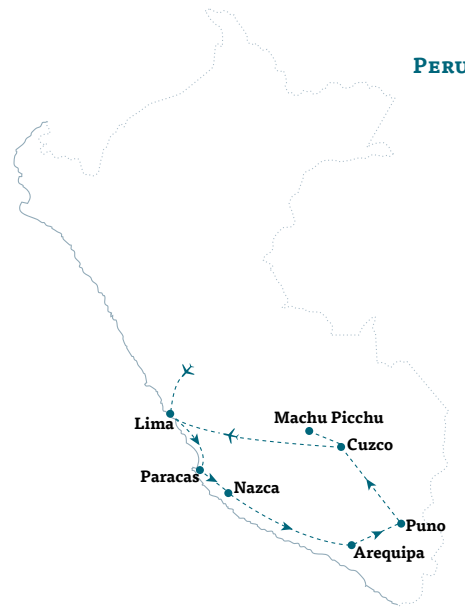 PERU
Machu Picchu
Lima
Cuzco
Paracas
Nazca
Puno
Arequipa